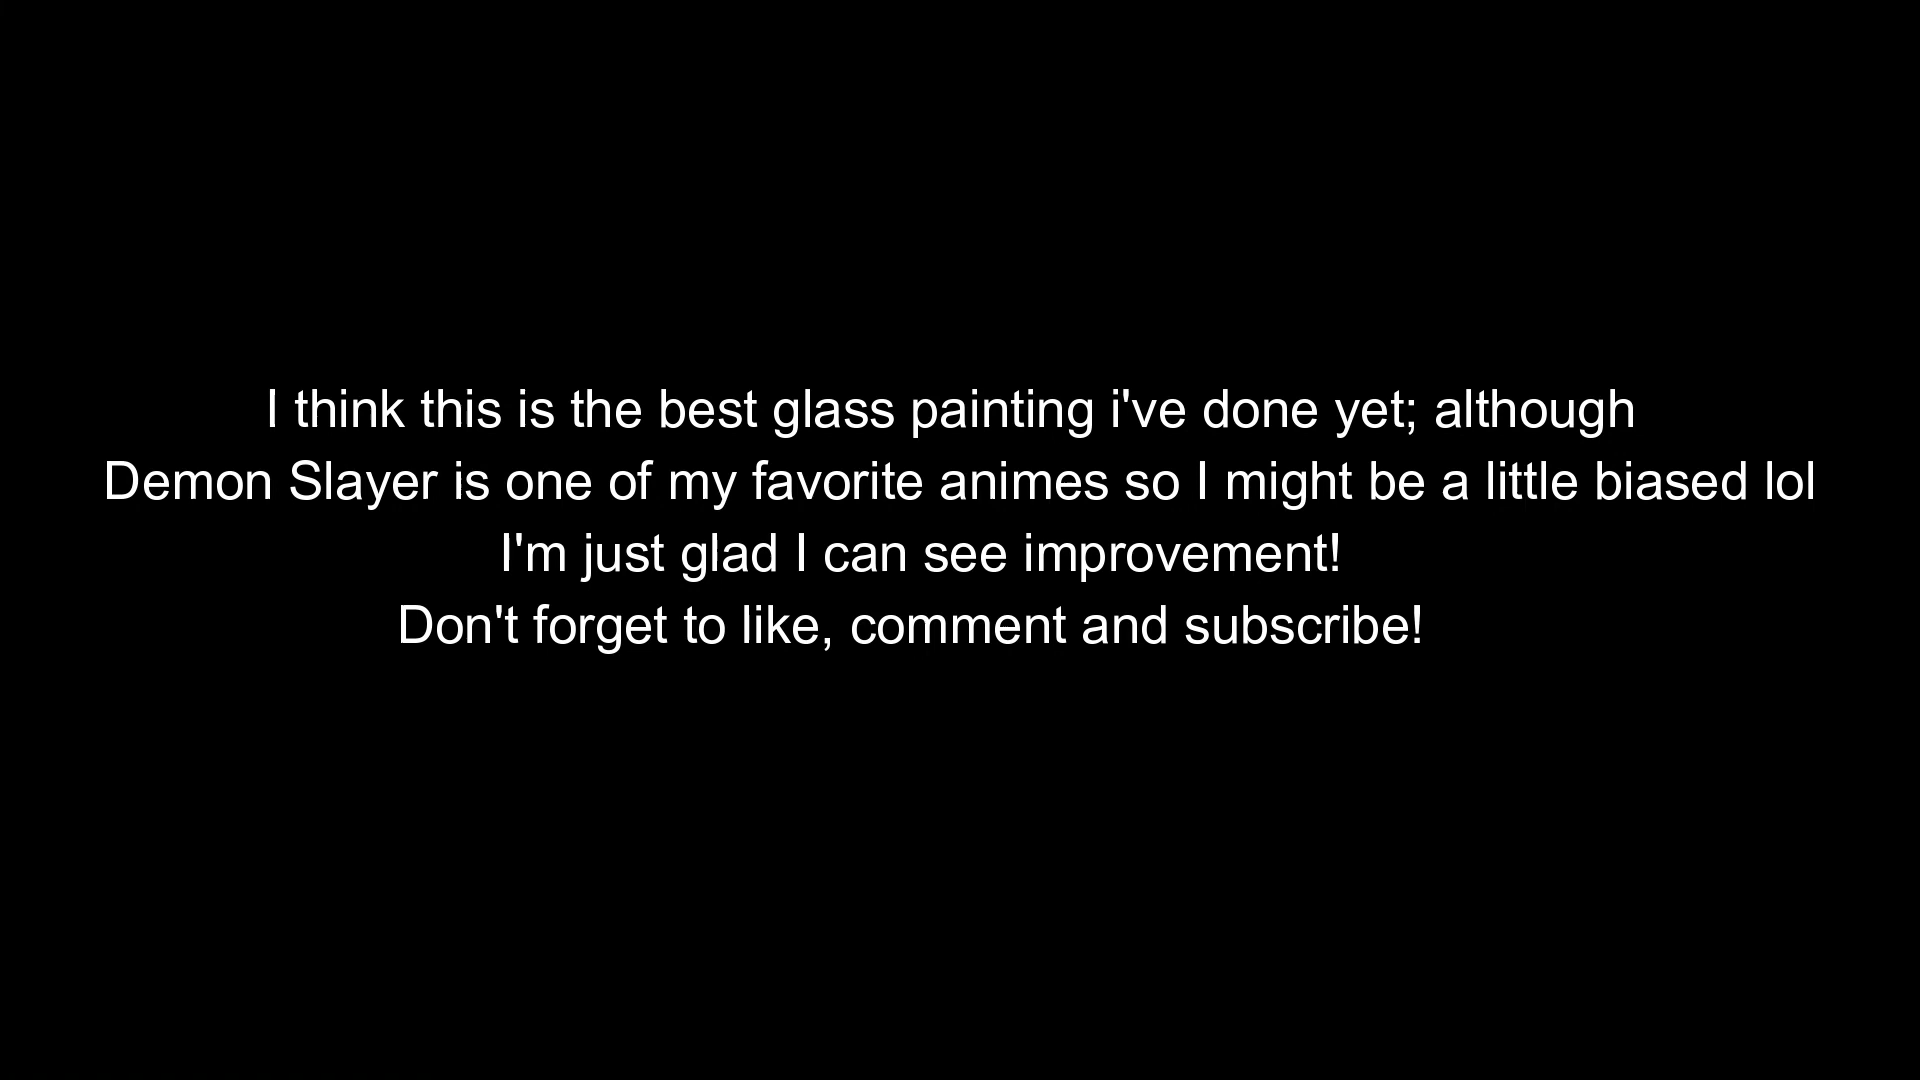 I think this is the best glass painting i've done yet; although
Demon Slayer is one of my favorite animes so I might be a little biased lol
I'm just glad I can see improvement!
Don't forget to like, comment and subscribe!